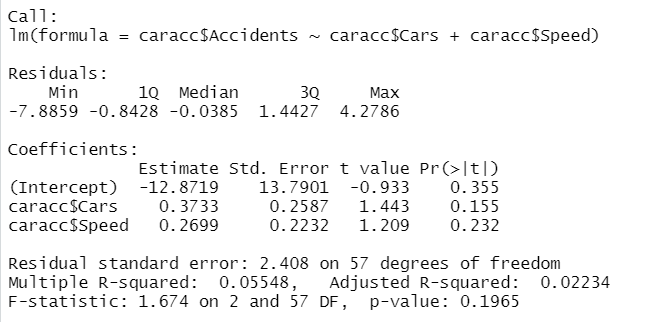 Call:
lm(formula = caracc$Accidents ~ caracc$Cars + caracc$Speed)
Residuals:
Min 1Q Median 3Q Max
-7.8859 -0.8428 -0.0385 1.4427 4.2786
Coefficients:
Estimate Std. Error t value Pr(>|t|)
(Intercept) -12.8719 13.7901 -0.933 0.355
caracc$Cars 0.3733 0.2587 1.443 0.155
caracc$Speed 0.2699 0.2232 1.209 0.232
Residual standard error: 2.408 on 57 degrees of freedom
Multiple R-squared: 0.05548, Adjusted R-squared: 0.02234
F-statistic: 1.674 on 2 and 57 DF, p-value: 0.1965